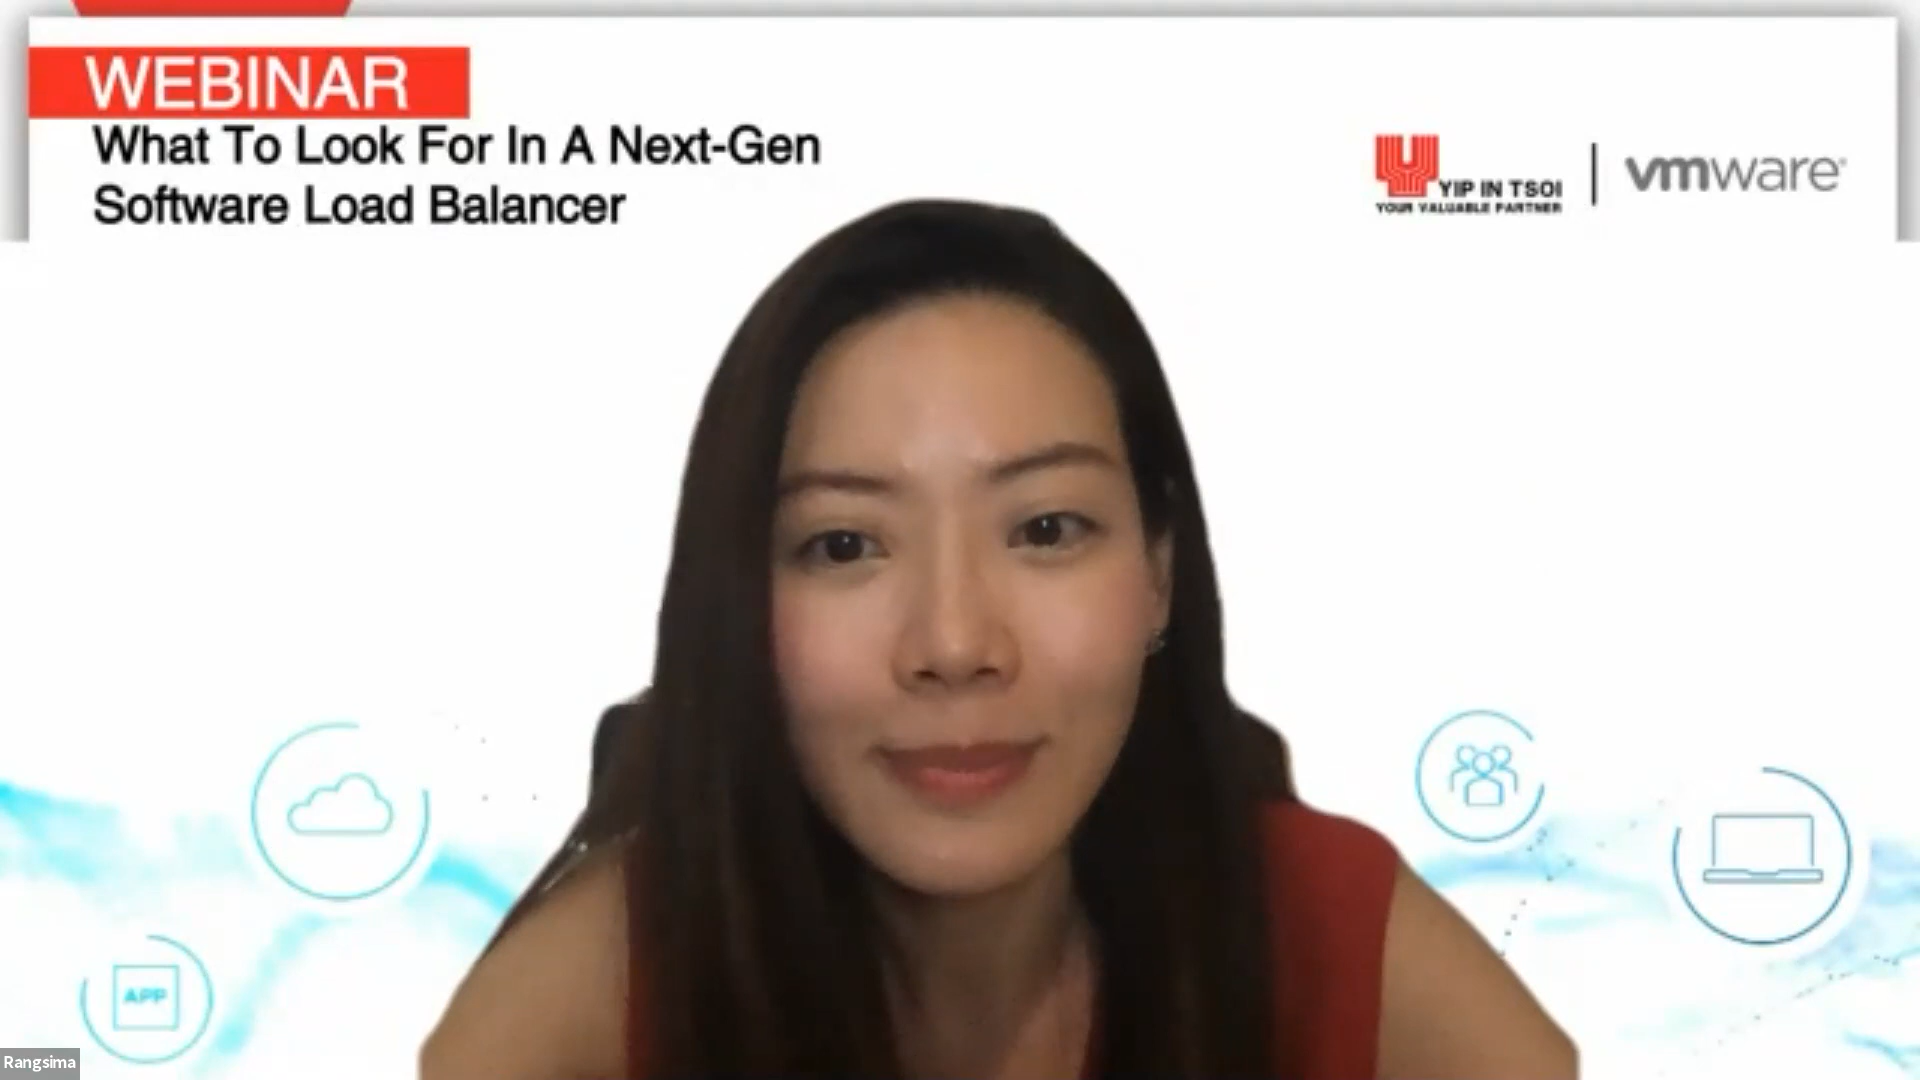 WEBINAR
What To Look For In A Next-Gen
Software Load Balancer
YIP IN TSOI
YOUR VALUABLE PARTNER
vmware®
APP
Rangsima